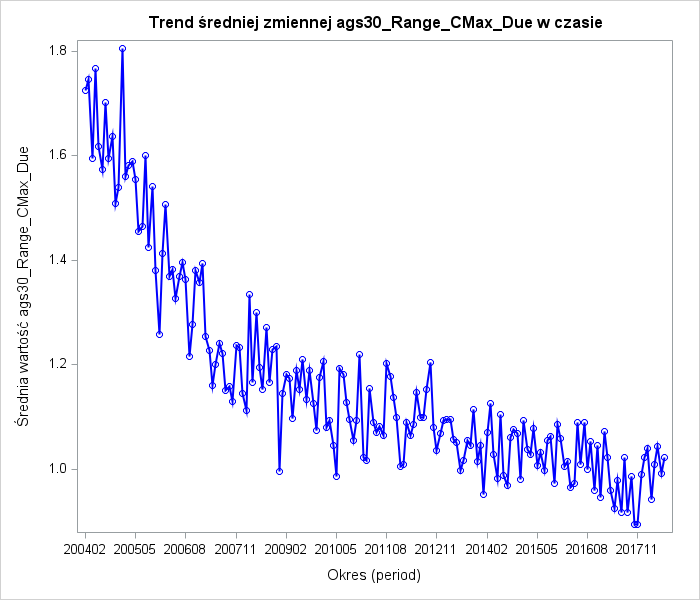 Trend średniej zmiennej ags30_Range_CMax_Due w czasie
Średnia wartość ags30_Range_CMax_Due
1.8
1.6
1.4
1.2
1.0
200402 200505 200608 200711 200902 201005 201108 201211 201402 201505 201608 201711
Okres (period)